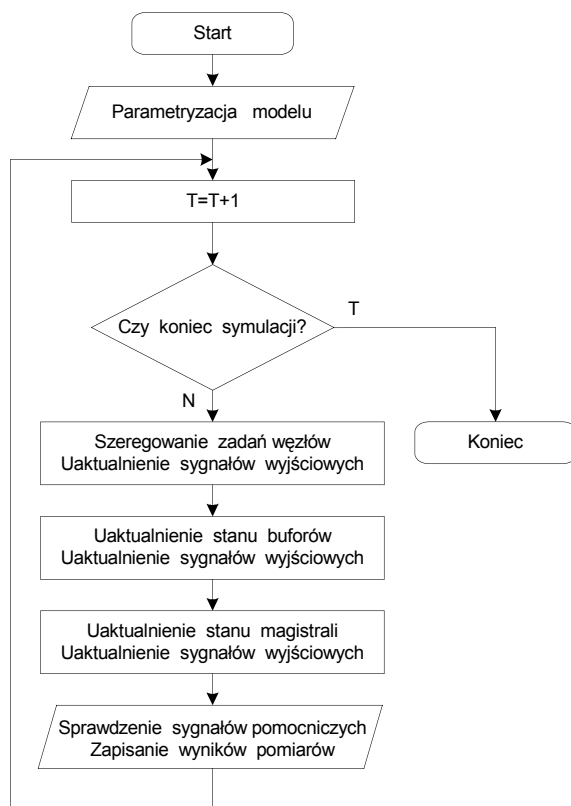 Start
Parametryzacja modelu
T=T+1
Czy koniec symulacji?
T
N
Szeregowanie zadań węzłów
Uaktualnienie sygnałów wyjściowych
Koniec
Uaktualnienie stanu buforów
Uaktualnienie sygnałów wyjściowych
Uaktualnienie stanu magistrali
Uaktualnienie sygnałów wyjściowych
Sprawdzenie sygnałów pomocniczych
Zapisanie wyników pomiarów